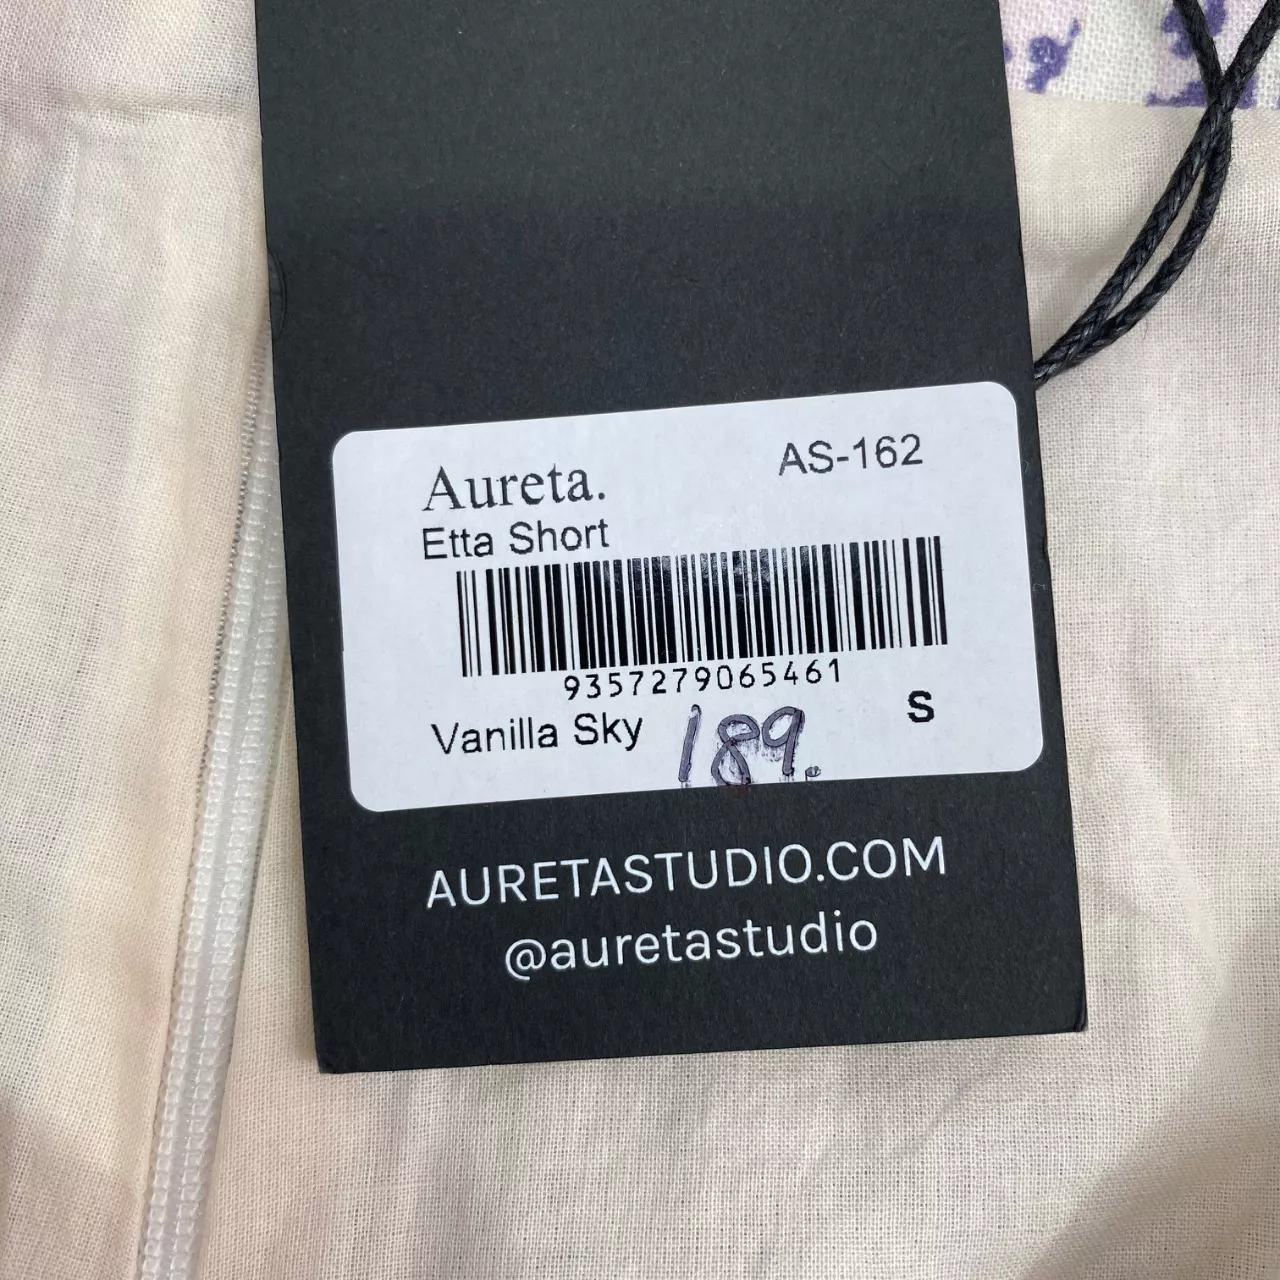 Aureta.
AS-162
Etta Short
9357279065461
Vanilla Sky
189.
S
AURETASTUDIO.COM
@auretastudio